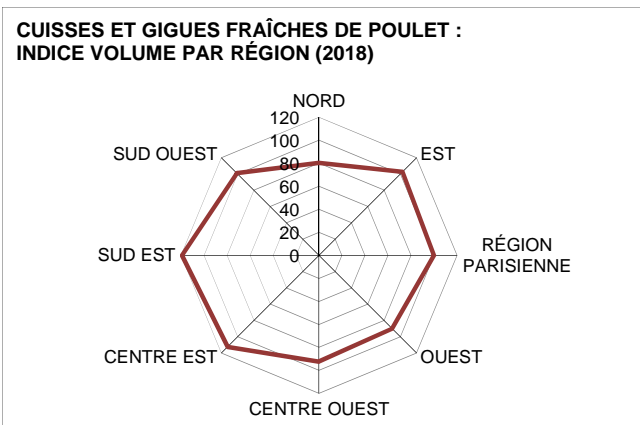 CUISSES ET GIGUES FRAÎCHES DE POULET :
INDICE VOLUME PAR RÉGION (2018)
NORD
EST
RÉGION
PARISIENNE
OUEST
CENTRE OUEST
CENTRE EST
SUD EST
SUD OUEST
120
100
80
60
40
20
0